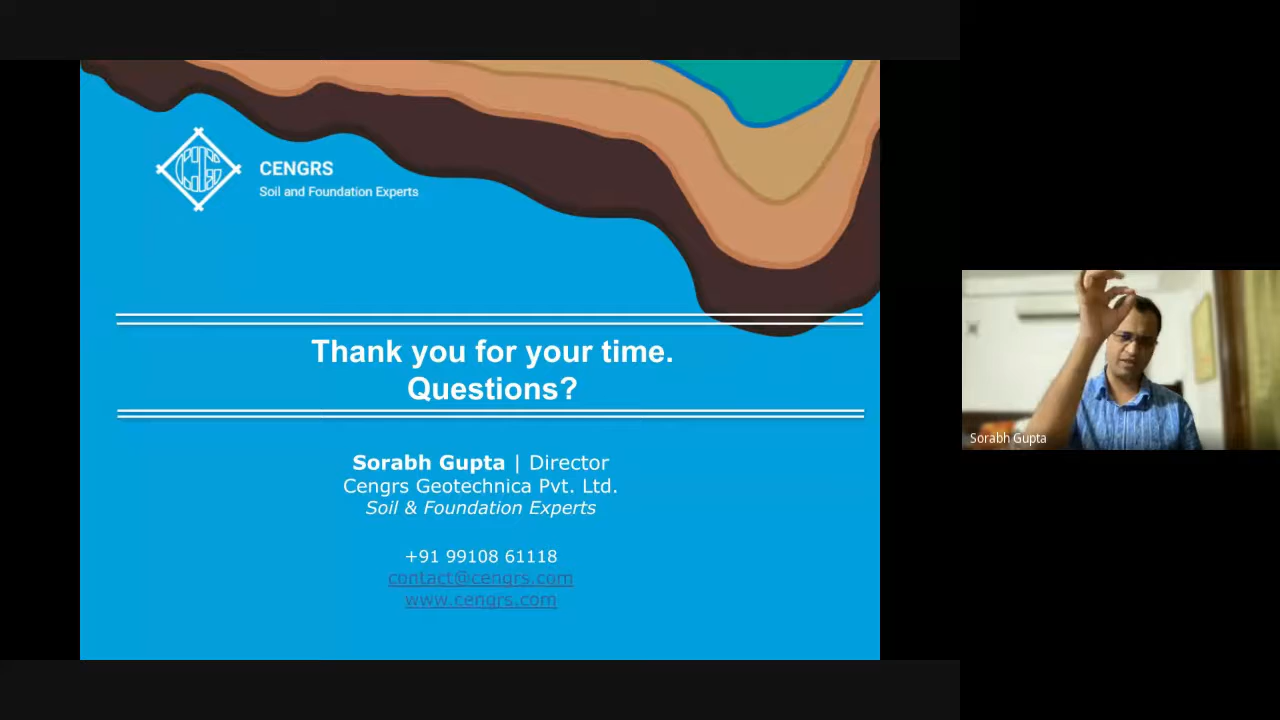 CENGRS
Soil and Foundation Experts
Thank you for your time.
Questions?
Sorabh Gupta | Director
Cengrs Geotechnica Pvt. Ltd.
Soil & Foundation Experts
+91 99108 61118
contact@cengrs.com
www.cengrs.com
Sorabh Gupta